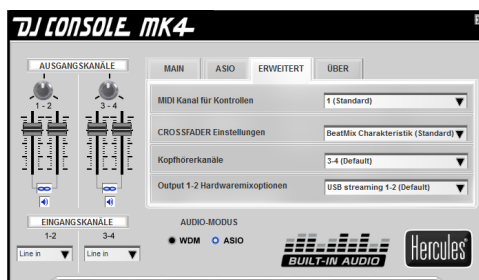 DJ CONSOLE MK4
AUSGANGSKANÄLE
1 - 2
3 - 4
EINGANGSKANÄLE
1-2
3-4
Line in
Line in
MAIN
ASIO
ERWEITERT
ÜBER
MIDI Kanal für Kontrollen
1 (Standard)
CROSSFADER Einstellungen
BeatMix Charakteristik (Standard)
Kopfhörerkanäle
3-4 (Default)
Output 1-2 Hardwaremixoptionen
USB streaming 1-2 (Default)
AUDIO-MODUS
WDM
ASIO
BUILT-IN AUDIO
Hercules